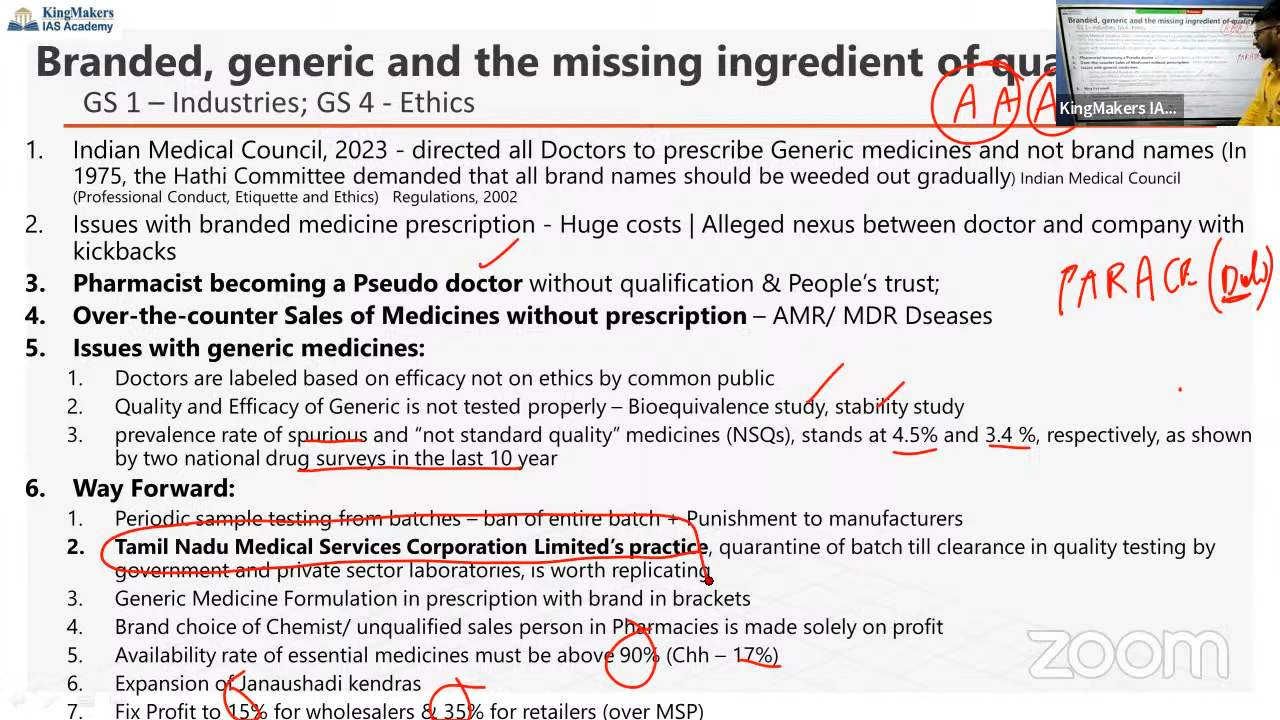 KingMakers
IAS Academy
Branded, generic and the missing ingredient of qua
GS 1 – Industries; GS 4 - Ethics
A A A
KingMakers IA...
1. Indian Medical Council, 2023 - directed all Doctors to prescribe Generic medicines and not brand names (In
1975, the Hathi Committee demanded that all brand names should be weeded out gradually) Indian Medical Council
(Professional Conduct, Etiquette and Ethics) Regulations, 2002
2. Issues with branded medicine prescription - Huge costs | Alleged nexus between doctor and company with
kickbacks
3. Pharmacist becoming a Pseudo doctor without qualification & People's trust;
PARACE (Dolo)
4. Over-the-counter Sales of Medicines without prescription – AMR/ MDR Dseases
5. Issues with generic medicines:
1. Doctors are labeled based on efficacy not on ethics by common public
2. Quality and Efficacy of Generic is not tested properly – Bioequivalence study, stability study
3. prevalence rate of spurious and “not standard quality” medicines (NSQs), stands at 4.5% and 3.4 %, respectively, as shown
by two national drug surveys in the last 10 year
6. Way Forward:
1. Periodic sample testing from batches – ban of entire batch + Punishment to manufacturers
2. Tamil Nadu Medical Services Corporation Limited's practice, quarantine of batch till clearance in quality testing by
government and private sector laboratories, is worth replicating
3. Generic Medicine Formulation in prescription with brand in brackets
4. Brand choice of Chemist/ unqualified sales person in Pharmacies is made solely on profit
5. Availability rate of essential medicines must be above 90% (Chh – 17%)
6. Expansion of Janaushadi kendras
7. Fix Profit to 15% for wholesalers & 35% for retailers (over MSP)
zoom